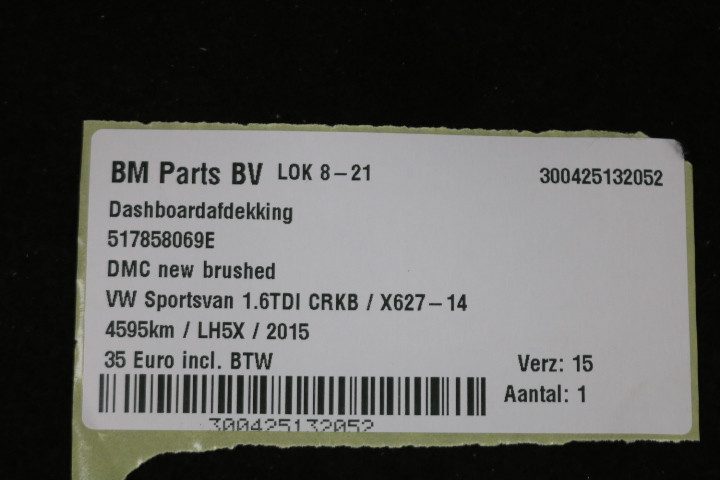 BM Parts BV LOK 8-21 300425132052
Dashboardafdekking
517858069E
DMC new brushed
VW Sportsvan 1.6TDI CRKB / X627-14
4595km / LH5X / 2015
35 Euro incl. BTW Verz: 15
Aantal: 1
300425132052